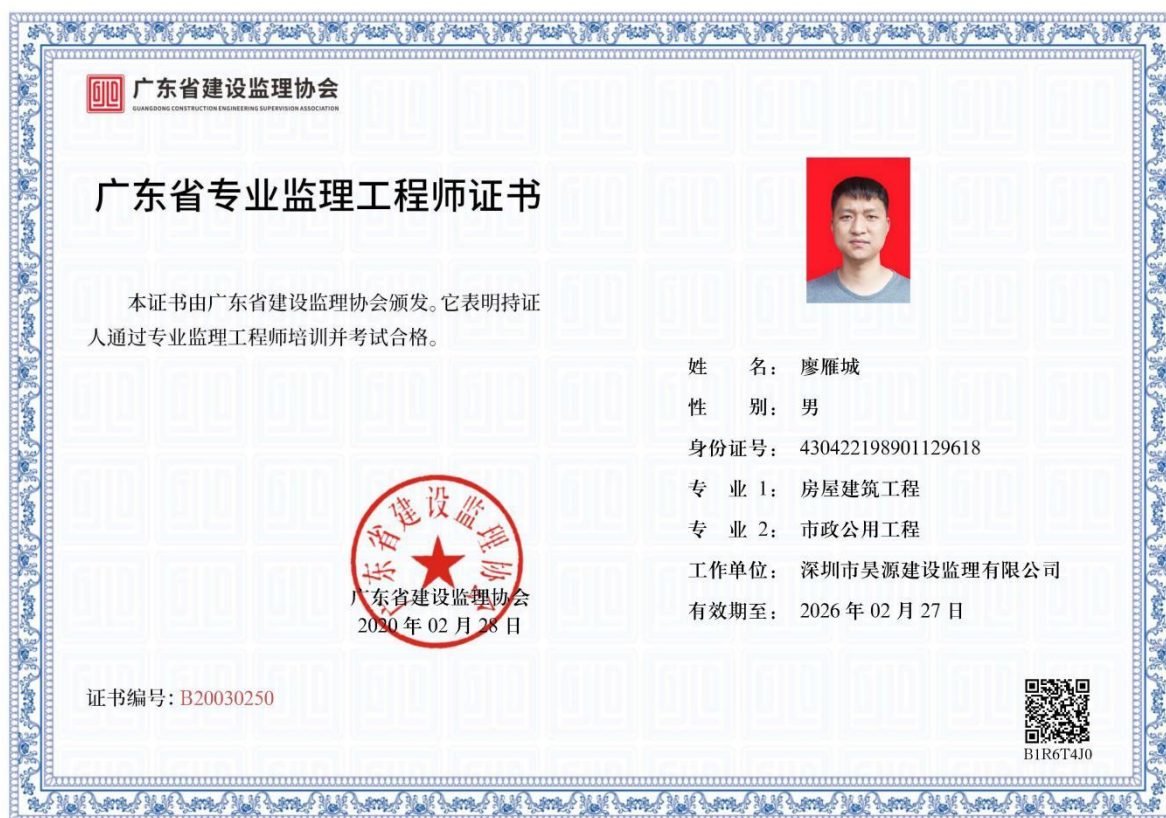 广东省建设监理协会
GUANGDONG CONSTRUCTION ENGINEERING SUPERVISION ASSOCIATION
广东省专业监理工程师证书
本证书由广东省建设监理协会颁发。它表明持证
人通过专业监理工程师培训并考试合格。
姓 名： 廖雁城
性 别： 男
身份证号： 430422198901129618
专 业 1： 房屋建筑工程
专 业 2： 市政公用工程
工作单位： 深圳市昊源建设监理有限公司
有效期至： 2026 年 02 月 27 日
广东省建设监理协会
广东省建设监理协会
2020 年 02 月 28 日
证书编号：B20030250
B1R6T4J0